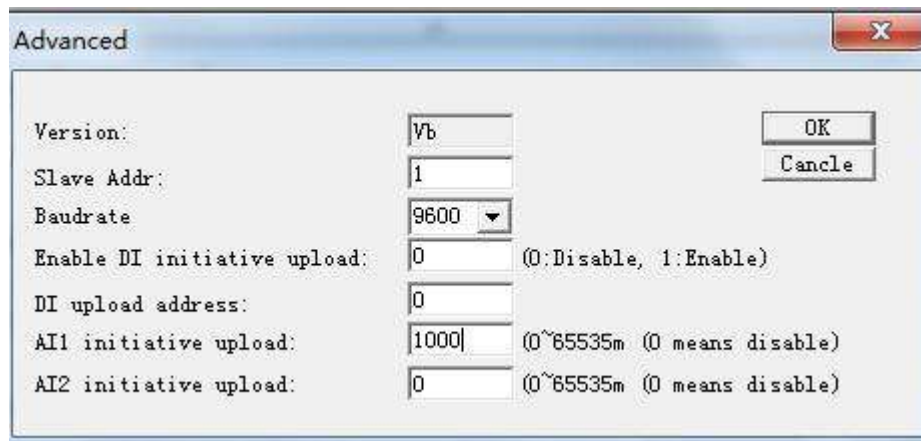 Advanced
Version: Vb OK
Slave Addr: 1 Cancle
Baudrate 9600
Enable DI initiative upload: 0 (0:Disable, 1:Enable)
DI upload address: 0
AI1 initiative upload: 1000 (0~65535m (0 means disable)
AI2 initiative upload: 0 (0~65535m (0 means disable)